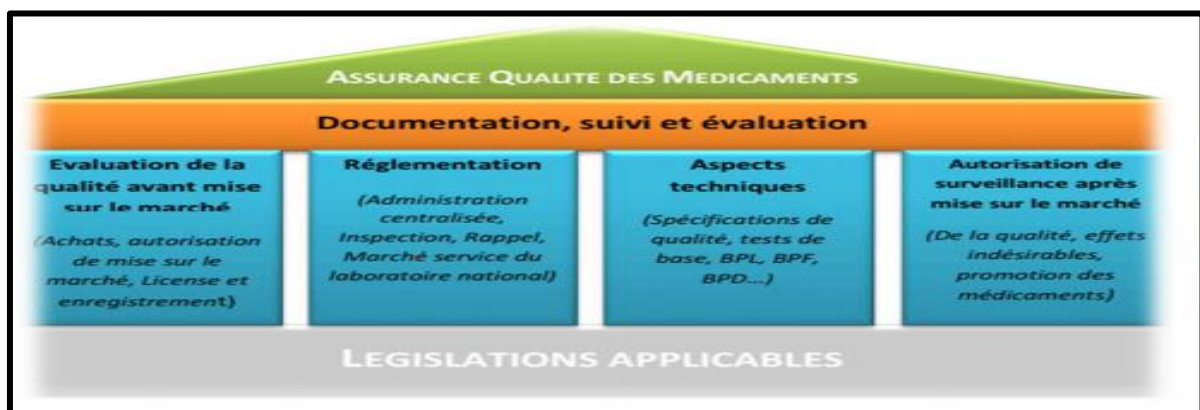 ASSURANCE QUALITE DES MEDICAMENTS
Documentation, suivi et évaluation
Evaluation de la
qualité avant mise
sur le marché
(Achats, autorisation
de mise sur le
marché, License et
enregistrement)
Réglementation
(Administration
centralisée,
Inspection, Rappel,
Marché service du
laboratoire national)
Aspects
techniques
(Spécifications de
qualité, tests de
base, BPL, BPF,
BPD...)
Autorisation de
surveillance après
mise sur le marché
(De la qualité, effets
indésirables,
promotion des
médicaments)
LEGISLATIONS APPLICABLES